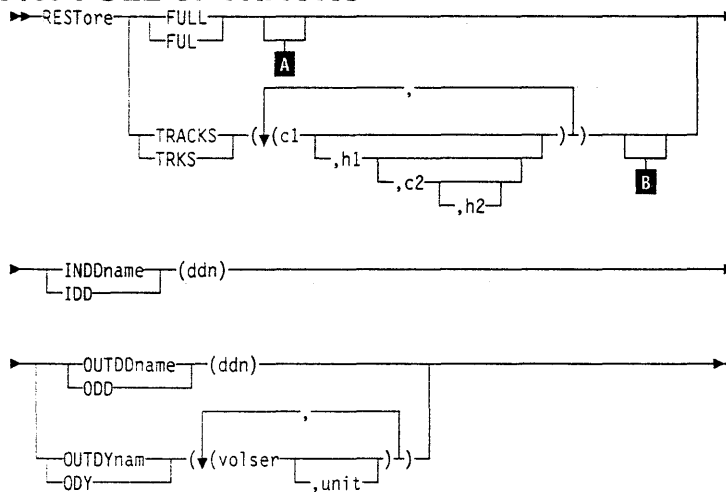 RESTore FULL
FUL
A
,
TRACKS ( (c1 ) )
TRKS ,h1
,c2 B
,h2
INDDname (ddn)
IDD
OUTDDname (ddn)
ODD
,
OUTDYnam ( (volser ) )
ODY ,unit